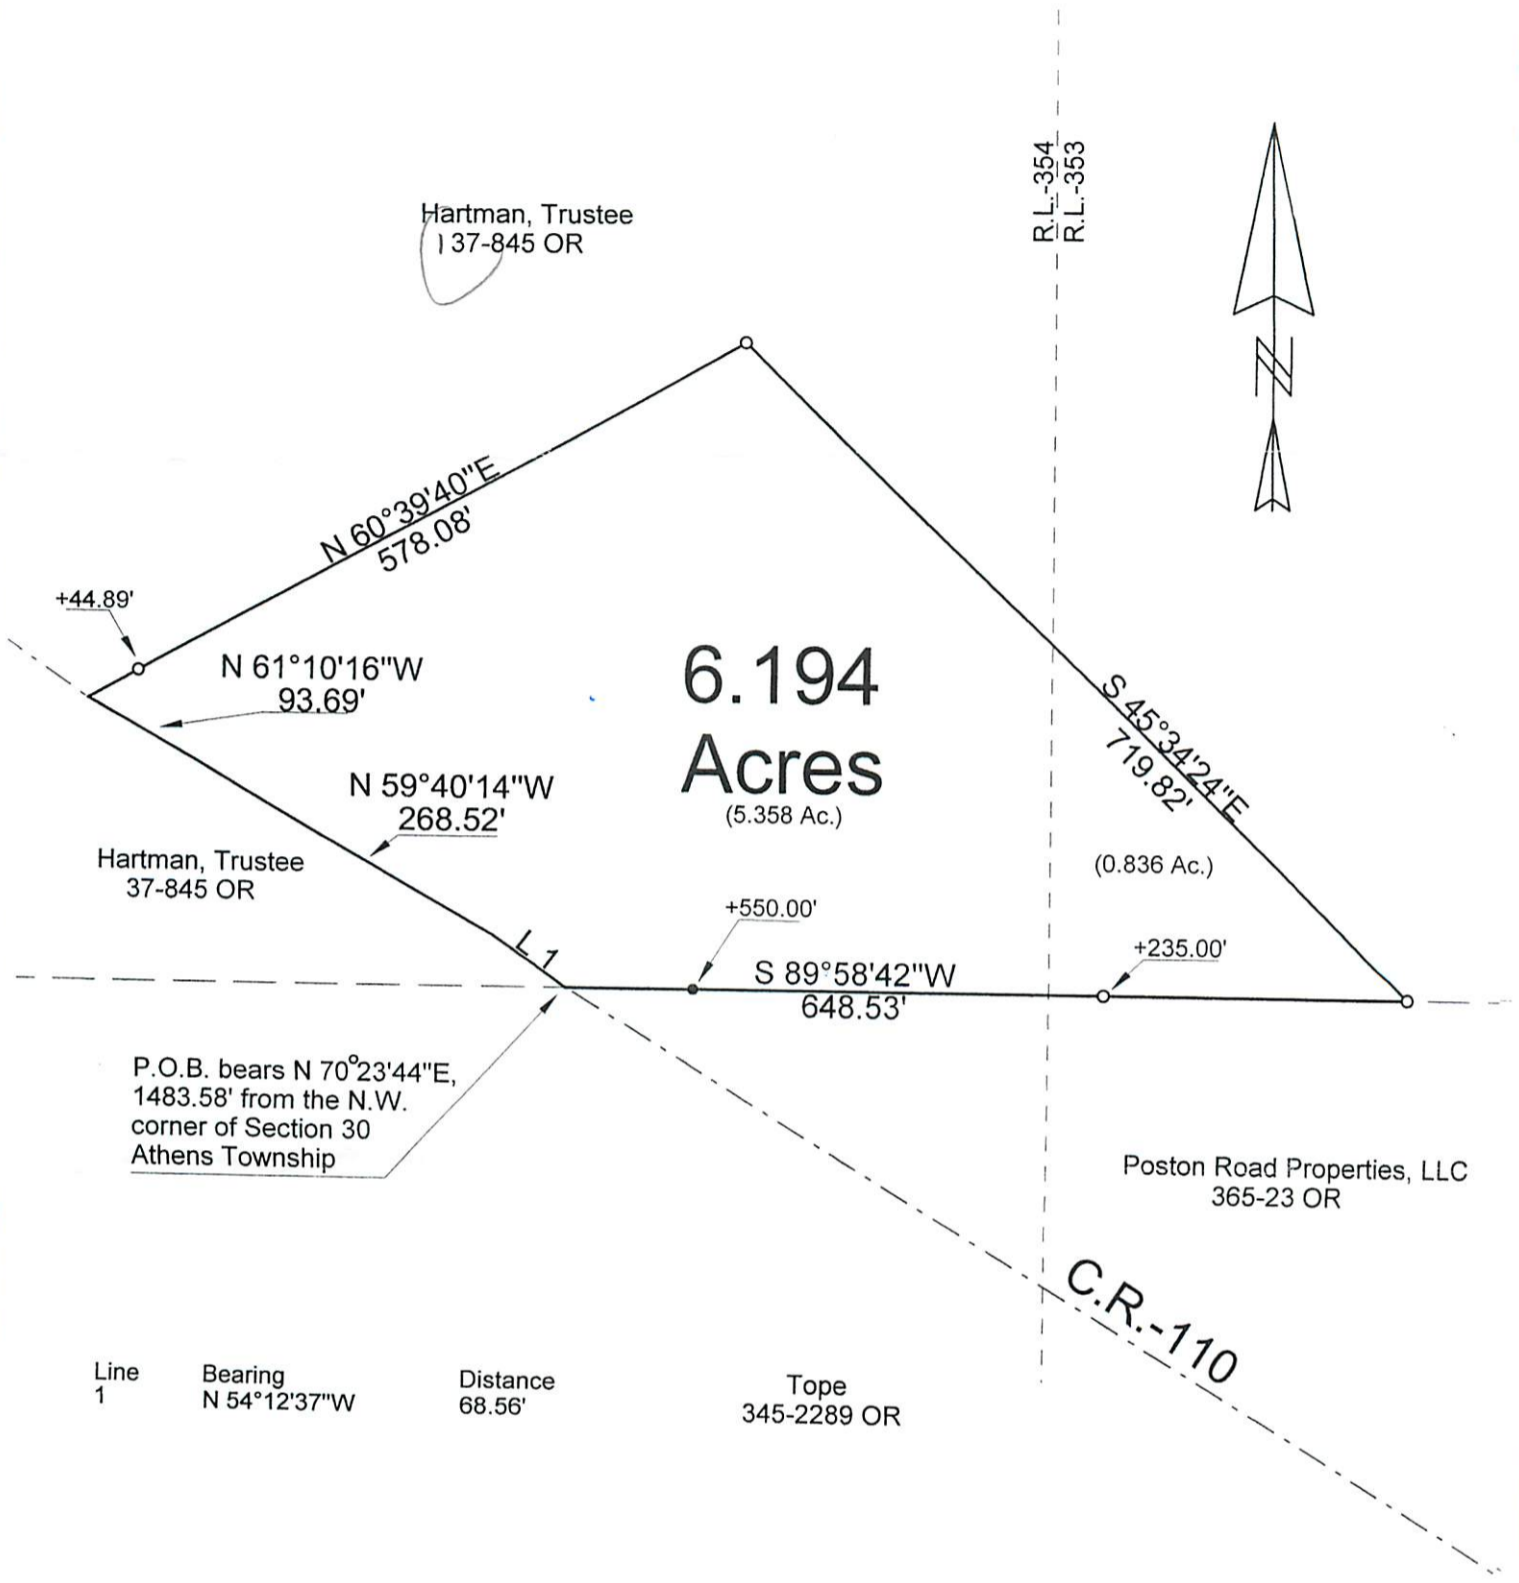 R.L.-354
R.L.-353
Hartman, Trustee
137-845 OR
N
N 60°39'40"E
578.08'
+44.89'
N 61°10'16"W
93.69'
6.194
Acres
(5.358 Ac.)
S 45°34'24"E
719.82'
N 59°40'14"W
268.52'
Hartman, Trustee
37-845 OR
(0.836 Ac.)
+550.00'
L 1
S 89°58'42"W
648.53'
+235.00'
P.O.B. bears N 70°23'44"E,
1483.58' from the N.W.
corner of Section 30
Athens Township
Poston Road Properties, LLC
365-23 OR
C.R.-110
Line Bearing Distance
1 N 54°12'37"W 68.56'
Tope
345-2289 OR